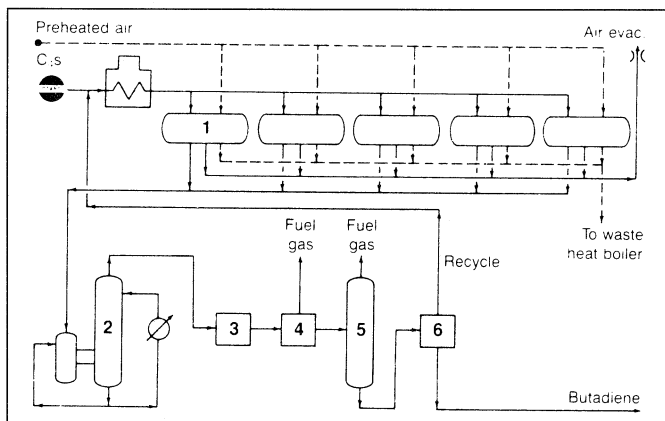 Preheated air
Air evac.
1
To waste
heat boiler
Fuel
gas
Fuel
gas
Recycle
2
3
4
5
6
Butadiene